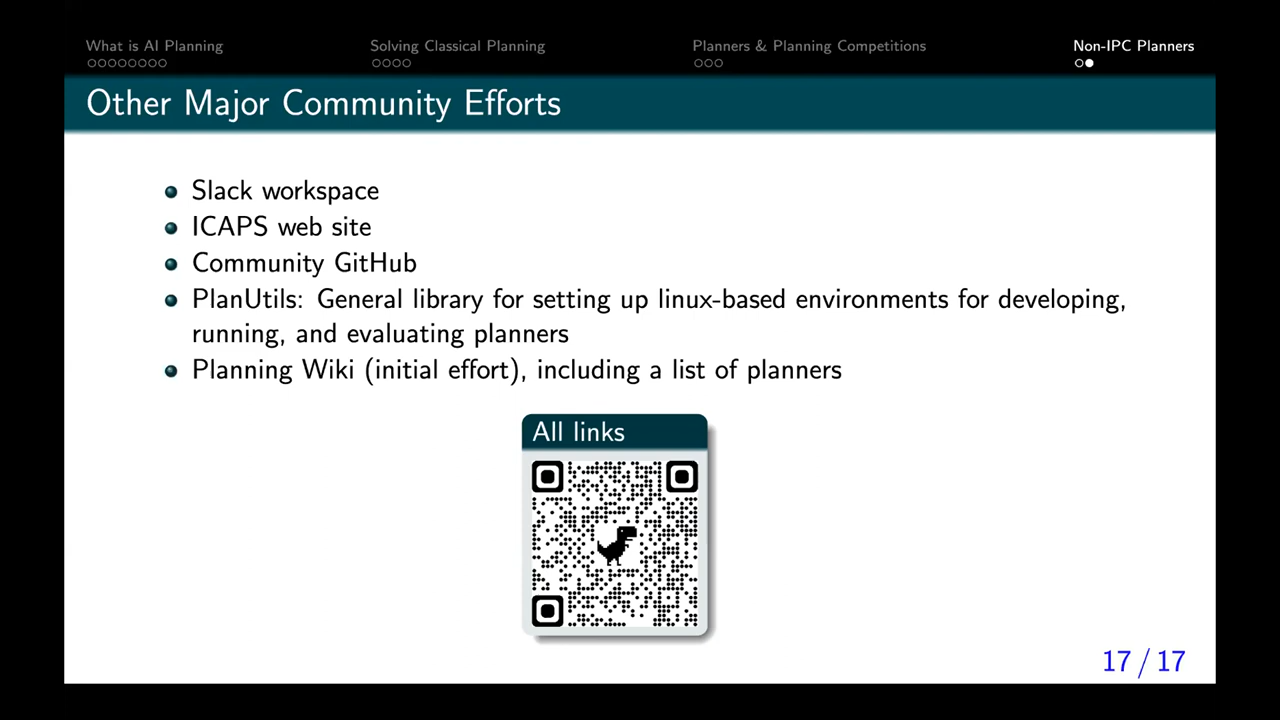 What is AI Planning
Solving Classical Planning
Planners & Planning Competitions
Non-IPC Planners
Other Major Community Efforts
Slack workspace
ICAPS web site
Community GitHub
PlanUtils: General library for setting up linux-based environments for developing,
running, and evaluating planners
Planning Wiki (initial effort), including a list of planners
All links
17 / 17